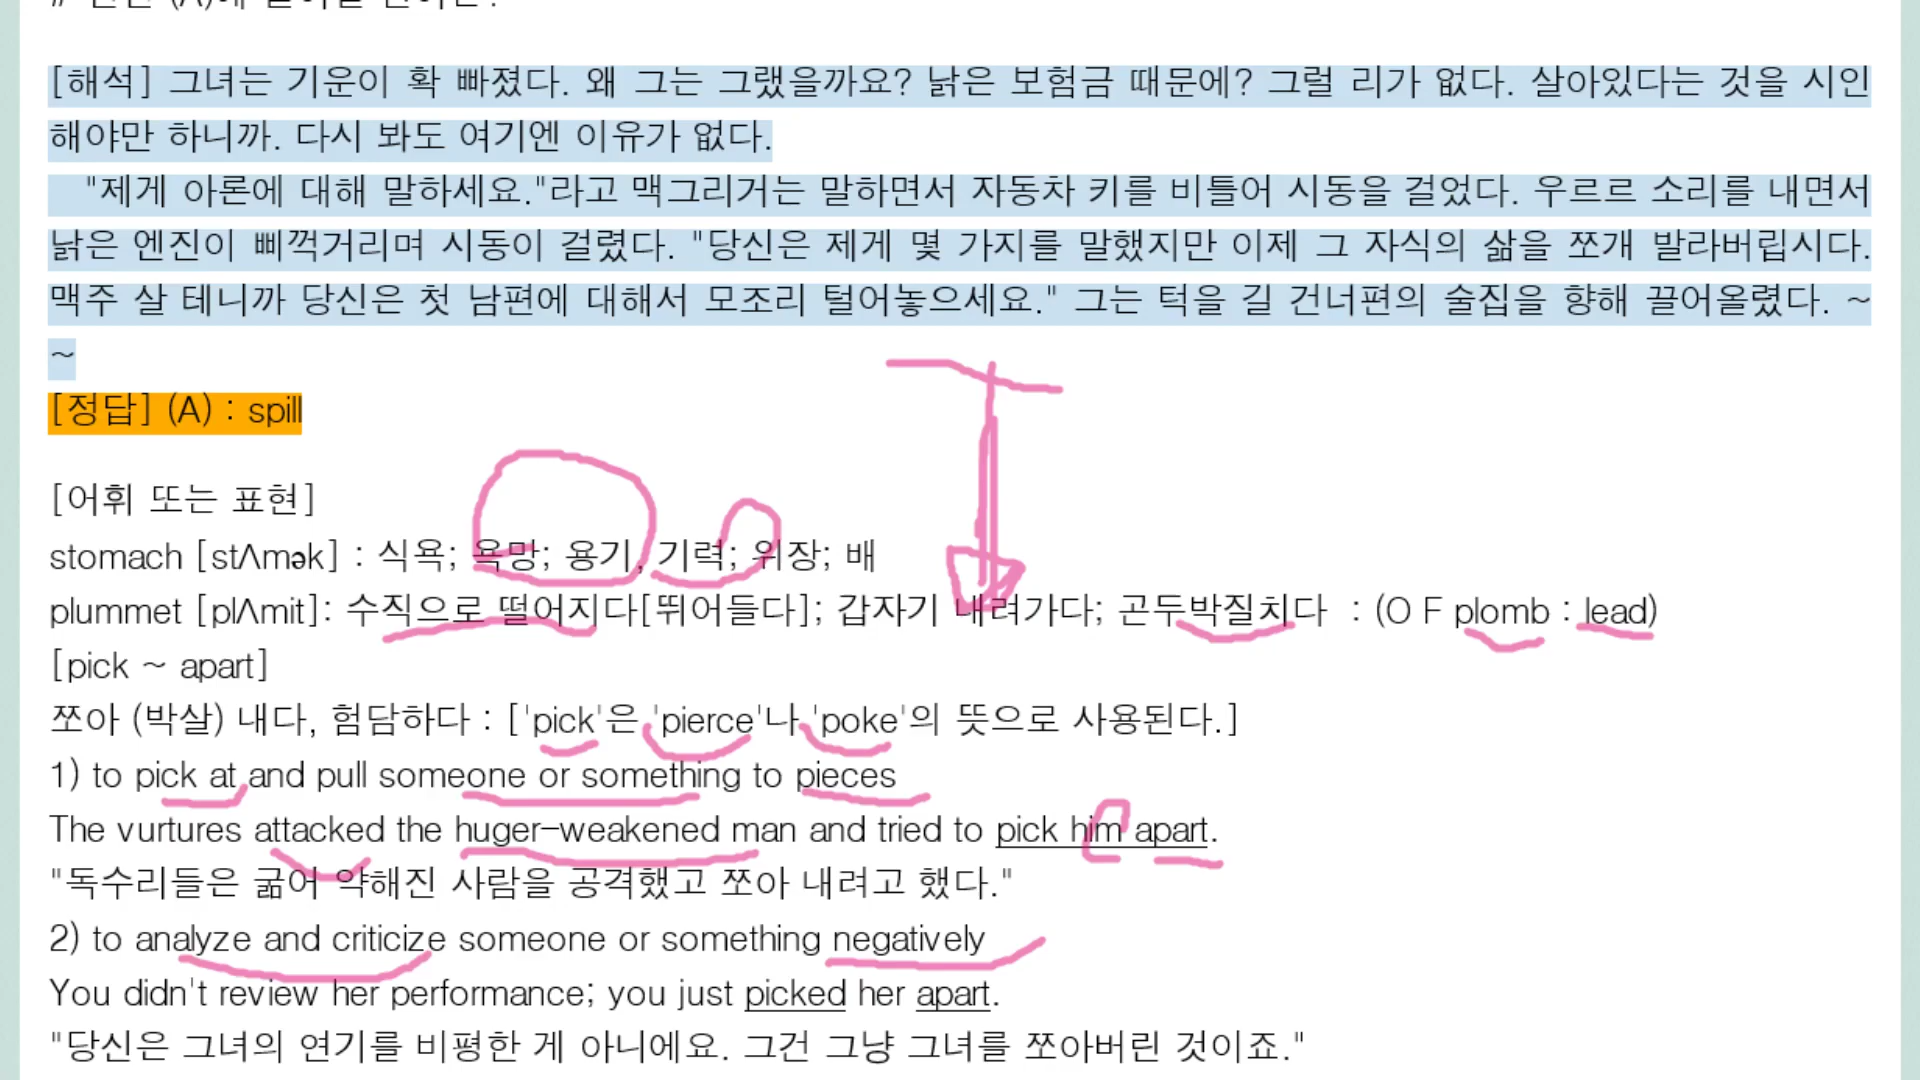 [해석] 그녀는 기운이 확 빠졌다. 왜 그는 그랬을까요? 낡은 보험금 때문에? 그럴 리가 없다. 살아있다는 것을 시인
해야만 하니까. 다시 봐도 여기엔 이유가 없다.
"제게 아론에 대해 말하세요."라고 맥그리거는 말하면서 자동차 키를 비틀어 시동을 걸었다. 우르르 소리를 내면서
낡은 엔진이 삐꺽거리며 시동이 걸렸다. "당신은 제게 몇 가지를 말했지만 이제 그 자식의 삶을 쪼개 발라버립시다.
맥주 살 테니까 당신은 첫 남편에 대해서 모조리 털어놓으세요." 그는 턱을 길 건너편의 술집을 향해 끌어올렸다. ~
~
[정답] (A) : spill
[어휘 또는 표현]
stomach [stΛmək] : 식욕; 욕망; 용기, 기력; 위장; 배
plummet [plΛmit]: 수직으로 떨어지다[뛰어들다]; 갑자기 내려가다; 곤두박질치다 : (O F plomb : lead)
[pick ~ apart]
쪼아 (박살) 내다, 험담하다 : ['pick'은 'pierce'나 'poke'의 뜻으로 사용된다.]
1) to pick at and pull someone or something to pieces
The vurtures attacked the huger-weakened man and tried to pick him apart.
"독수리들은 굶어 약해진 사람을 공격했고 쪼아 내려고 했다."
2) to analyze and criticize someone or something negatively
You didn't review her performance; you just picked her apart.
"당신은 그녀의 연기를 비평한 게 아니에요. 그건 그냥 그녀를 쪼아버린 것이죠."